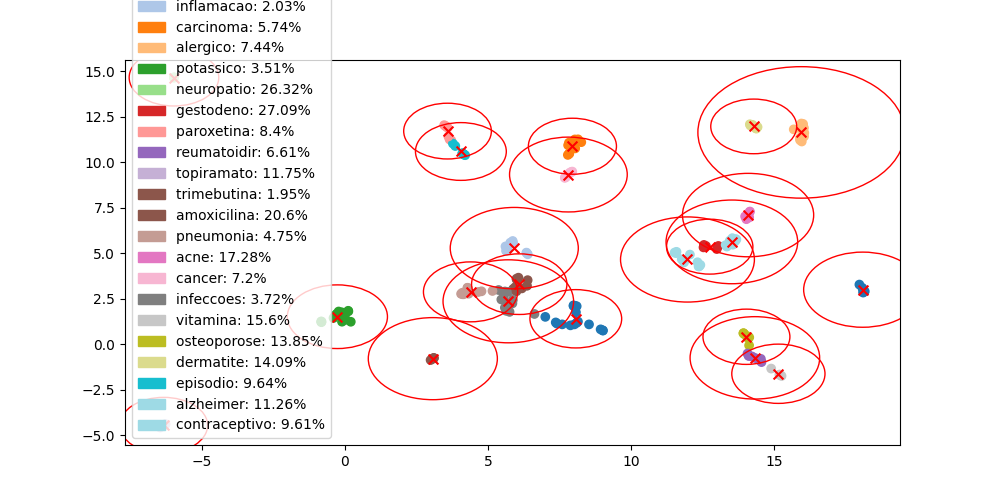 inflamacao: 2.03%
carcinoma: 5.74%
alergico: 7.44%
potassico: 3.51%
neuropatio: 26.32%
gestodeno: 27.09%
paroxetina: 8.4%
reumatoidir: 6.61%
topiramato: 11.75%
trimebutina: 1.95%
amoxicilina: 20.6%
pneumonia: 4.75%
acne: 17.28%
cancer: 7.2%
infeccoes: 3.72%
vitamina: 15.6%
osteoporose: 13.85%
dermatite: 14.09%
episodio: 9.64%
alzheimer: 11.26%
contraceptivo: 9.61%
15.0
12.5
10.0
7.5
5.0
2.5
0.0
−2.5
−5.0
−5 0 5 10 15